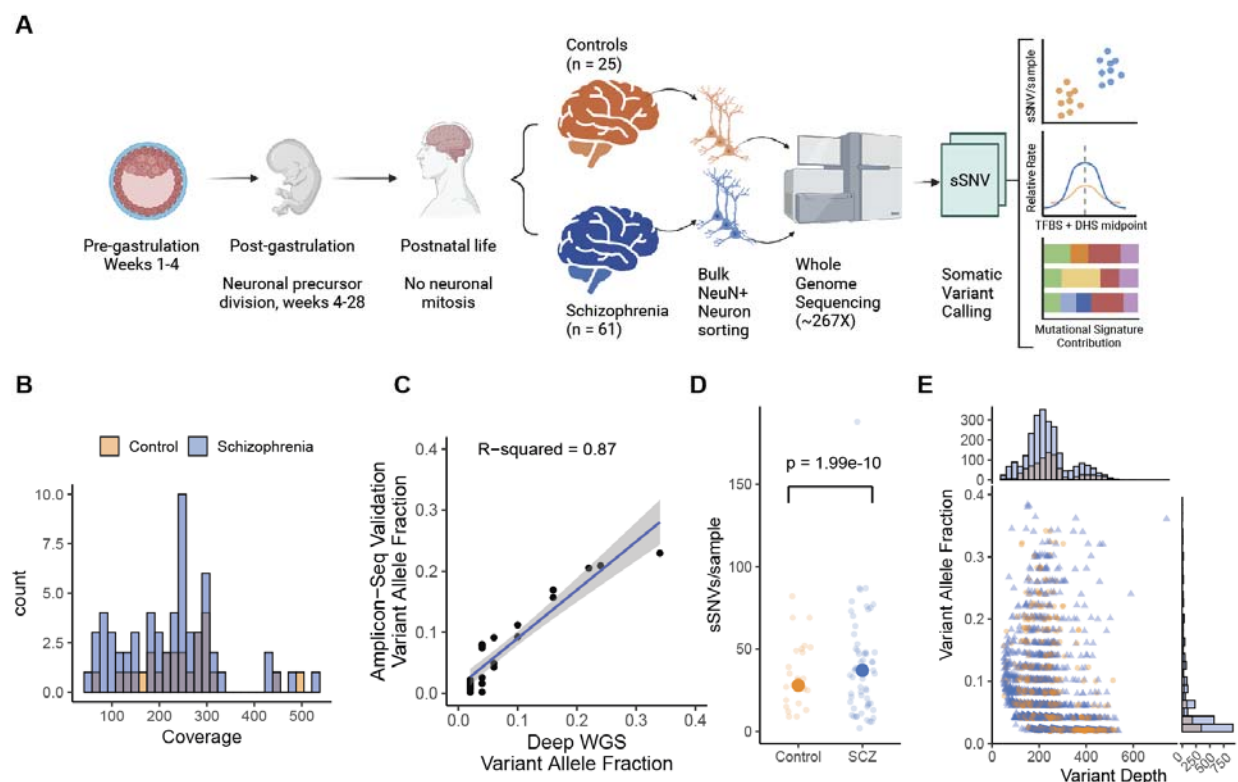 A
Controls
(n = 25)
Pre-gastrulation
Weeks 1-4
Post-gastrulation
Neuronal precursor
division, weeks 4-28
Postnatal life
No neuronal
mitosis
Schizophrenia
(n = 61)
Bulk
NeuN+
Neuron
sorting
Whole
Genome
Sequencing
(~267X)
sSNV
Somatic
Variant
Calling
sSNV/sample
Relative Rate
TFBS + DHS midpoint
Mutational Signature
Contribution
B
Control
Schizophrenia
count
10.0
7.5
5.0
2.5
0.0
100 200 300 400 500
Coverage
C
R-squared = 0.87
Amplicon-Seq Validation
Variant Allele Fraction
0.4
0.3
0.2
0.1
0.0
0.0 0.1 0.2 0.3 0.4
Deep WGS
Variant Allele Fraction
D
p = 1.99e-10
sSNVs/sample
150
100
50
0
Control SCZ
E
300
200
100
0
Variant Allele Fraction
0.4
0.3
0.2
0.1
0.0
0 200 400 600
Variant Depth
0 250 500 750